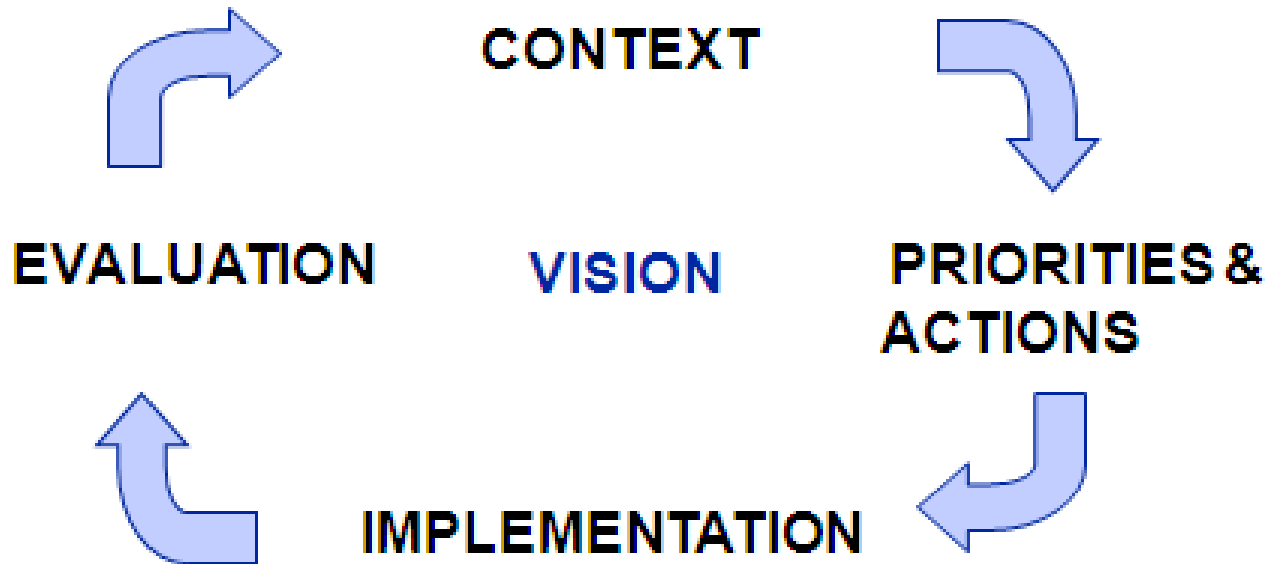 CONTEXT
EVALUATION
VISION
PRIORITIES &
ACTIONS
IMPLEMENTATION